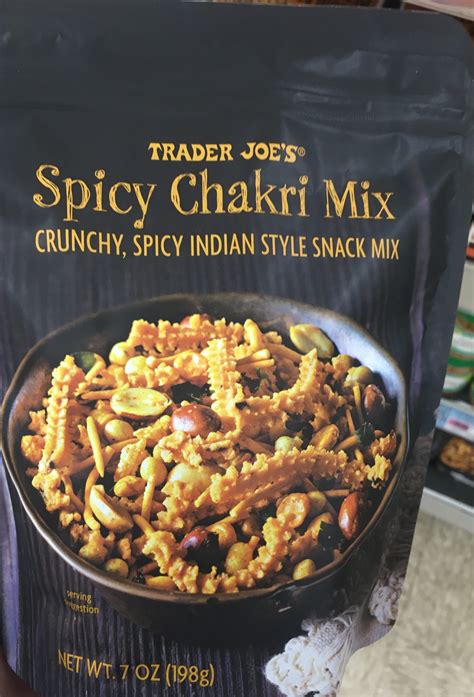 TRADER JOE'S®
Spicy Chakri Mix
CRUNCHY, SPICY INDIAN STYLE SNACK MIX
serving
suggestion
NET WT. 7 OZ (198g)